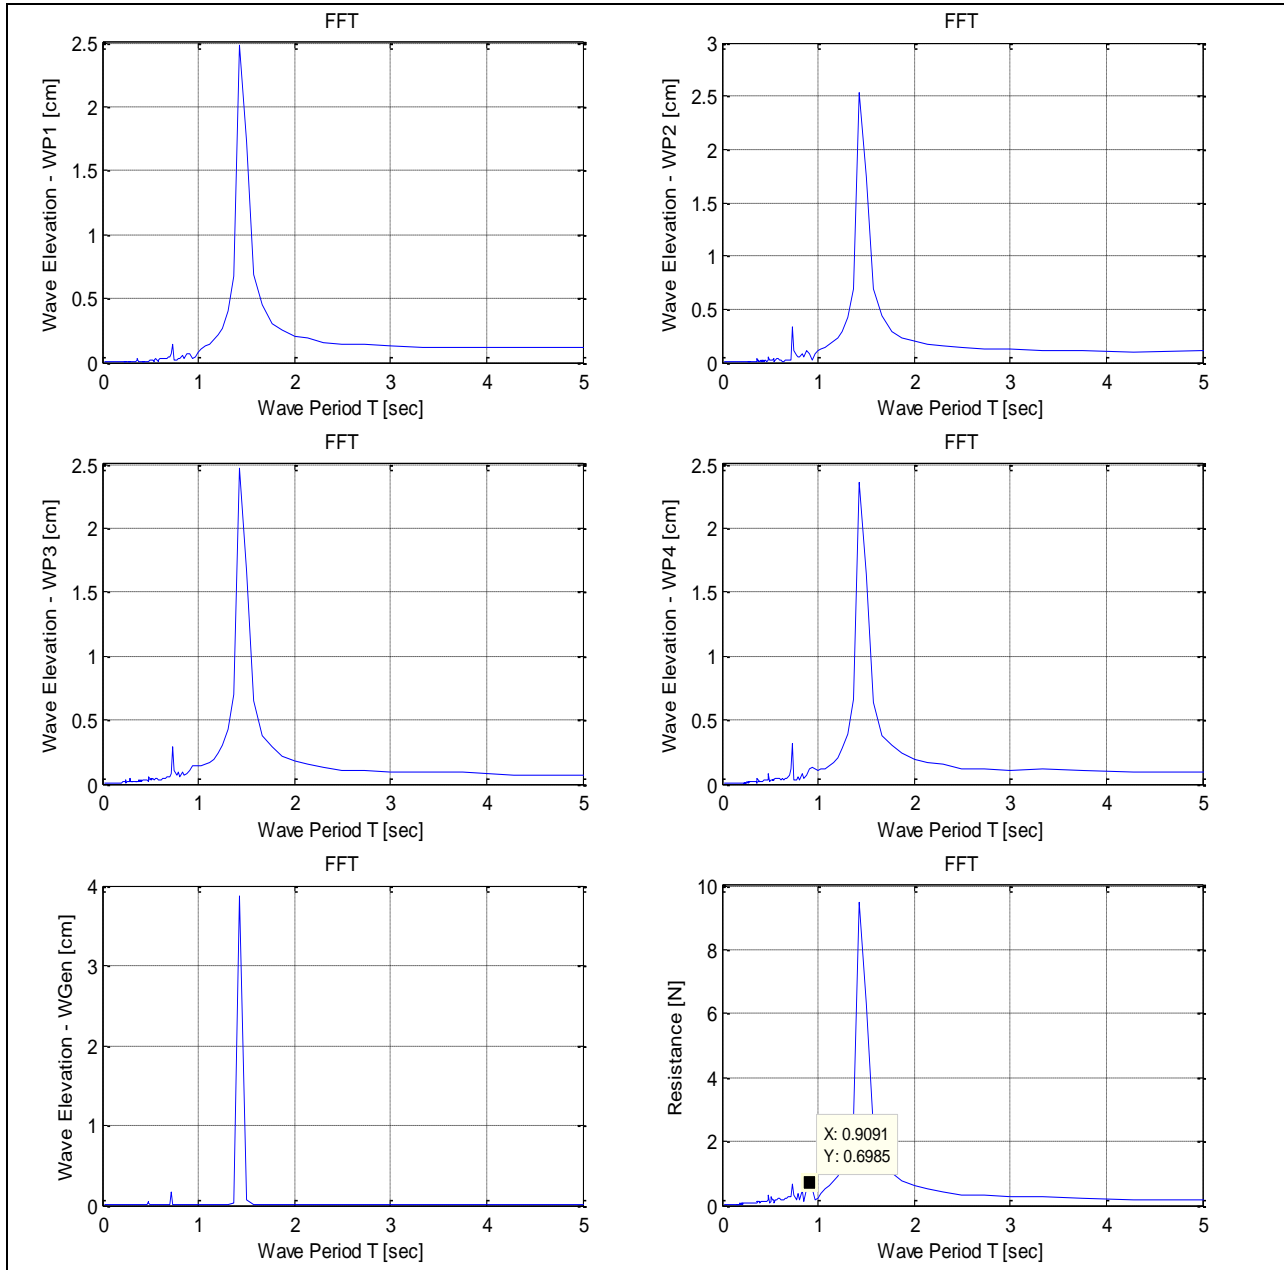 FFT
Wave Elevation - WP1 [cm]
2.5
2
1.5
1
0.5
0
0 1 2 3 4 5
Wave Period T [sec]
FFT
Wave Elevation - WP2 [cm]
3
2.5
2
1.5
1
0.5
0
0 1 2 3 4 5
Wave Period T [sec]
FFT
Wave Elevation - WP3 [cm]
2.5
2
1.5
1
0.5
0
0 1 2 3 4 5
Wave Period T [sec]
FFT
Wave Elevation - WP4 [cm]
2.5
2
1.5
1
0.5
0
0 1 2 3 4 5
Wave Period T [sec]
FFT
Wave Elevation - WGen [cm]
4
3
2
1
0
0 1 2 3 4 5
Wave Period T [sec]
FFT
Resistance [N]
10
8
6
4
2
0
X: 0.9091
Y: 0.6985
0 1 2 3 4 5
Wave Period T [sec]